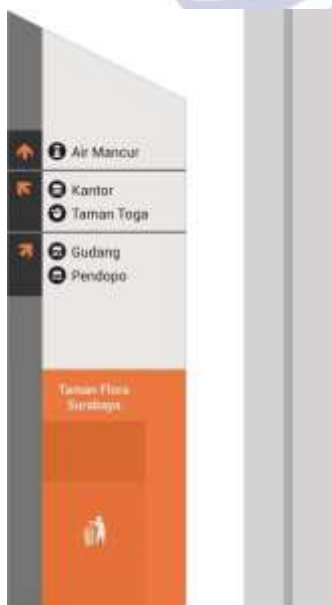 Air Mancur
Kantor
Taman Toga
Gudang
Pendopo
Taman Flora
Surabaya